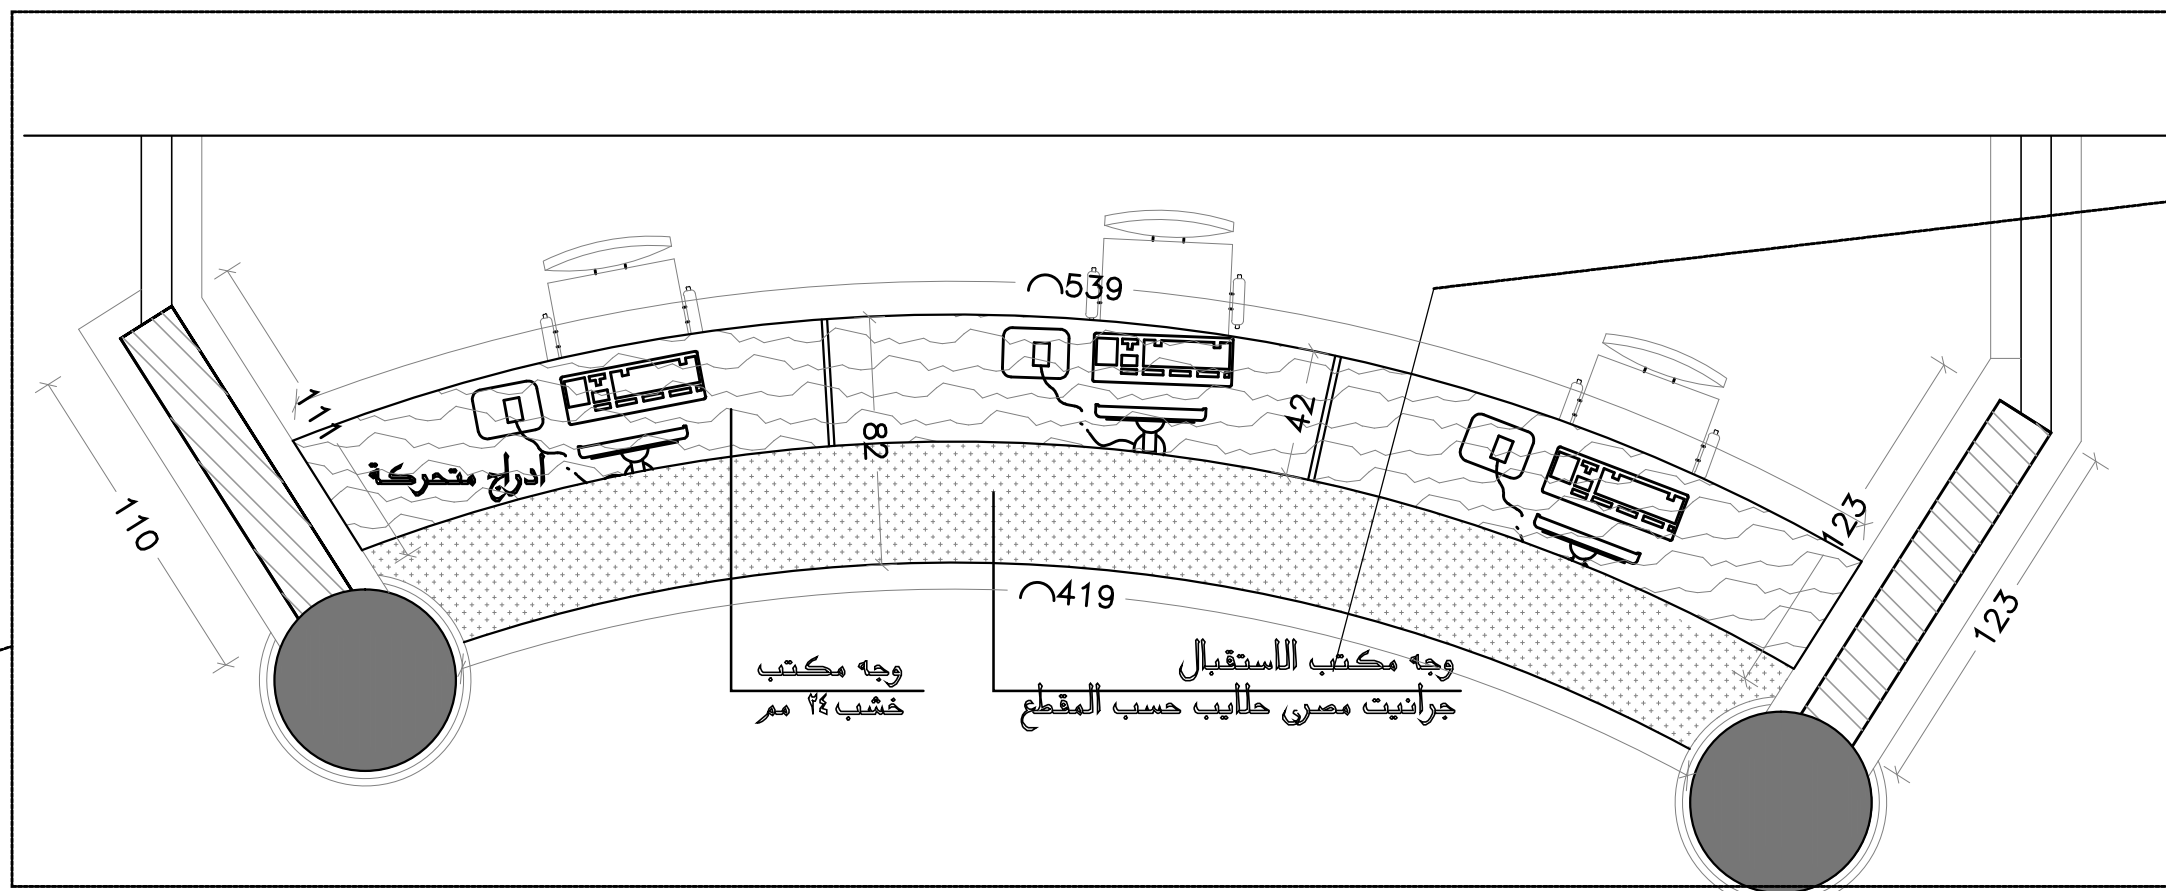 539
111
42
82
أدراج متحركة
110
123
123
419
وجه مكتب
خشب ٢٤ مم
وجه مكتب الاستقبال
جرانيت مصري حلايب حسب المقطع